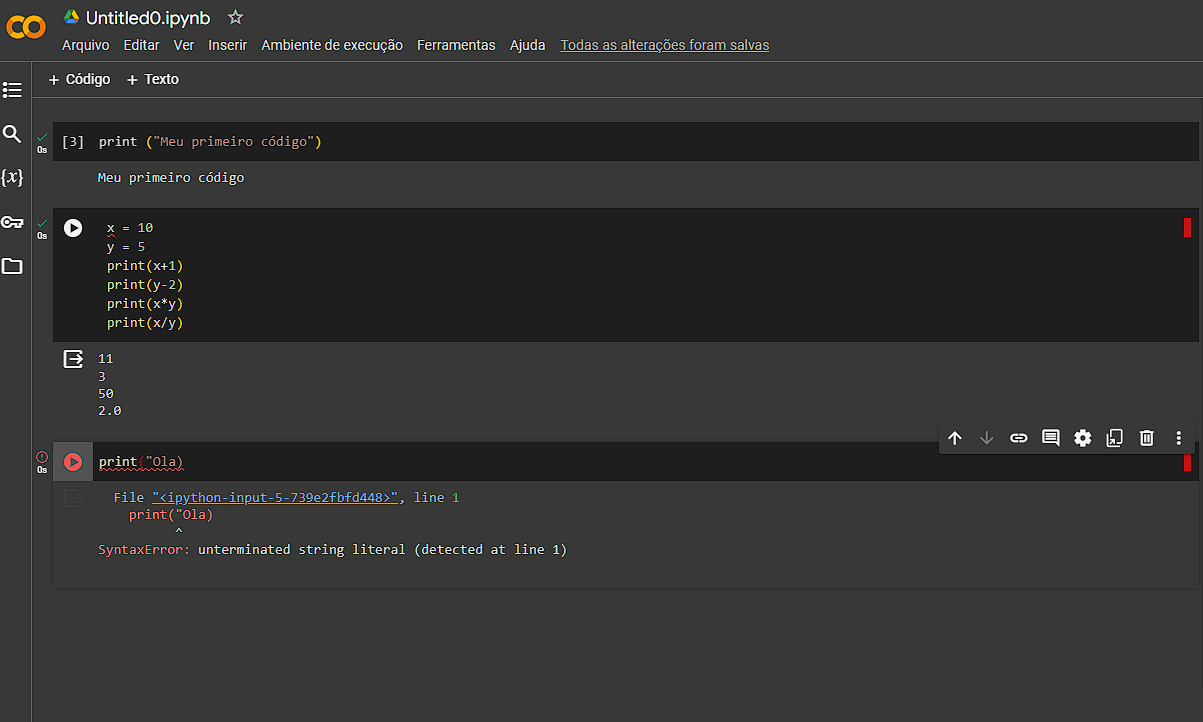 Untitled0.ipynb
Arquivo Editar Ver Inserir Ambiente de execução Ferramentas Ajuda Todas as alterações foram salvas
+ Código + Texto
[3] print ("Meu primeiro código")
0s
Meu primeiro código
{x}
0s
x = 10
y = 5
print(x+1)
print(y-2)
print(x*y)
print(x/y)
11
3
50
2.0
0s
print("Ola)
File "<ipython-input-5-739e2fbfd448>", line 1
print("Ola)
^
SyntaxError: unterminated string literal (detected at line 1)